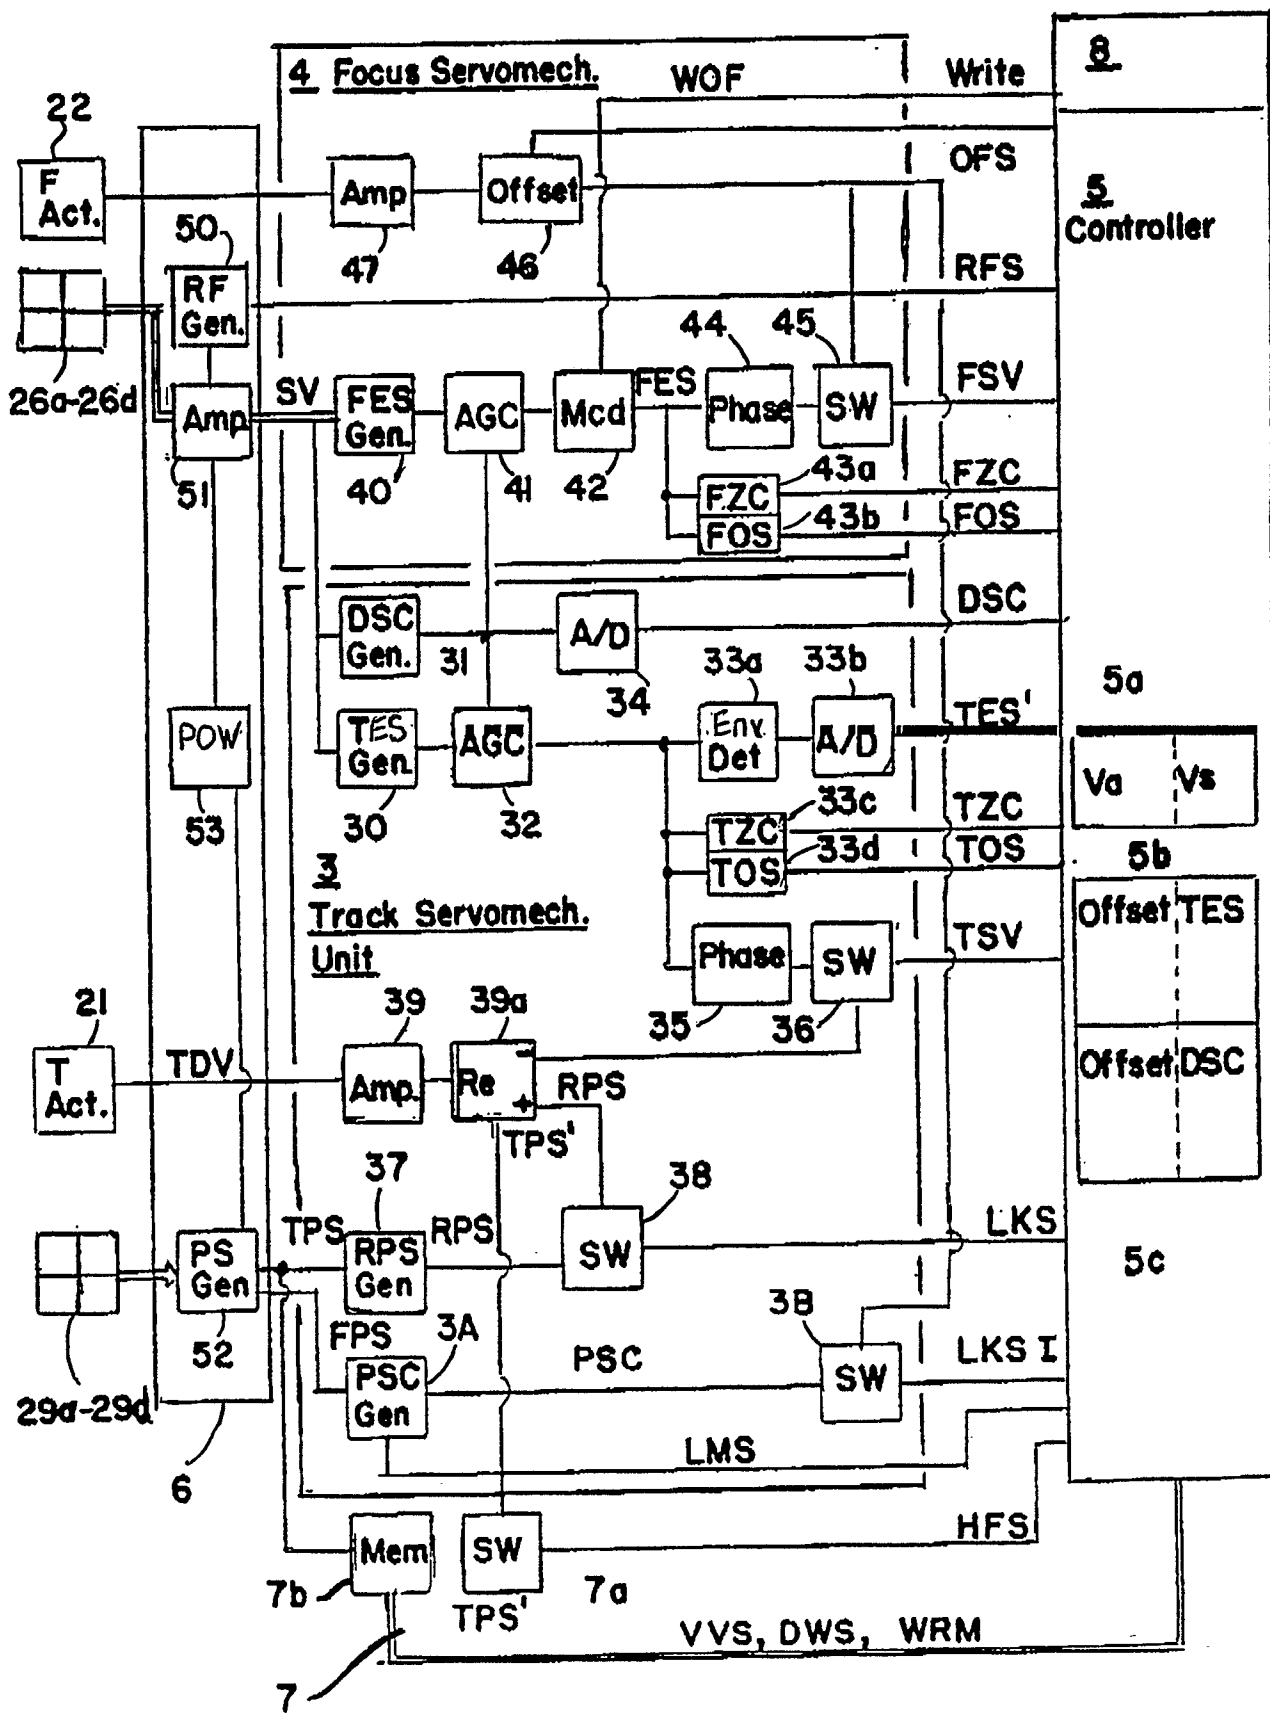 4 Focus Servomech.
WOF
Write
8
22
F
Act.
Amp
Offset
OFS
5
Controller
50
47
46
RF
Gen.
RFS
44
45
26a-26d
SV
FES
Gen.
AGC
Mcd
FES
Phase
SW
FSV
Amp
51
40
41
42
43a
FZC
FZC
43b
FOS
FOS
DSC
Gen.
31
A/D
34
DSC
33a
33b
5a
POW
53
TES
Gen.
30
AGC
32
Env
Det
A/D
TES'
Va
Vs
33c
TZC
TZC
33d
TOS
TOS
5b
3
Track Servomech.
Unit
Offset
TES
Phase
SW
TSV
35
36
21
39
39a
T
Act.
TDV
Amp.
Re
-
+
RPS
TPS'
Offset
DSC
37
38
TPS
RPS
PS
Gen
RPS
Gen
SW
LKS
5c
52
FPS
3A
3B
29a-29d
PSC
Gen
PSC
SW
LKS I
6
LMS
Mem
SW
HFS
7b
7a
TPS'
VVS, DWS, WRM
7